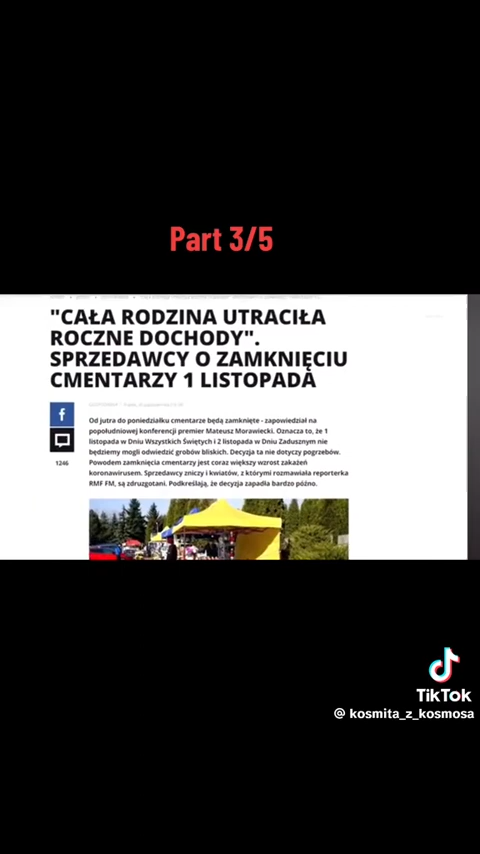 Part 3/5
"CAŁA RODZINA UTRACIŁA
ROCZNE DOCHODY".
SPRZEDAWCY O ZAMKNIĘCIU
CMENTARZY 1 LISTOPADA
f
1246
Od jutra do poniedziałku cmentarze będą zamknięte - zapowiedział na
popołudniowej konferencji premier Mateusz Morawiecki. Oznacza to, że 1
listopada w Dniu Wszystkich Świętych i 2 listopada w Dniu Zadusznym nie
będziemy mogli odwiedzić grobów bliskich. Decyzja ta nie dotyczy pogrzebów.
Powodem zamknięcia cmentarzy jest coraz większy wzrost zakażeń
koronawirusem. Sprzedawcy zniczy i kwiatów, z którymi rozmawiała reporterka
RMF FM, są zdruzgotani. Podkreślają, że decyzja zapadła bardzo późno.
TikTok
@ kosmita_z_kosmosa